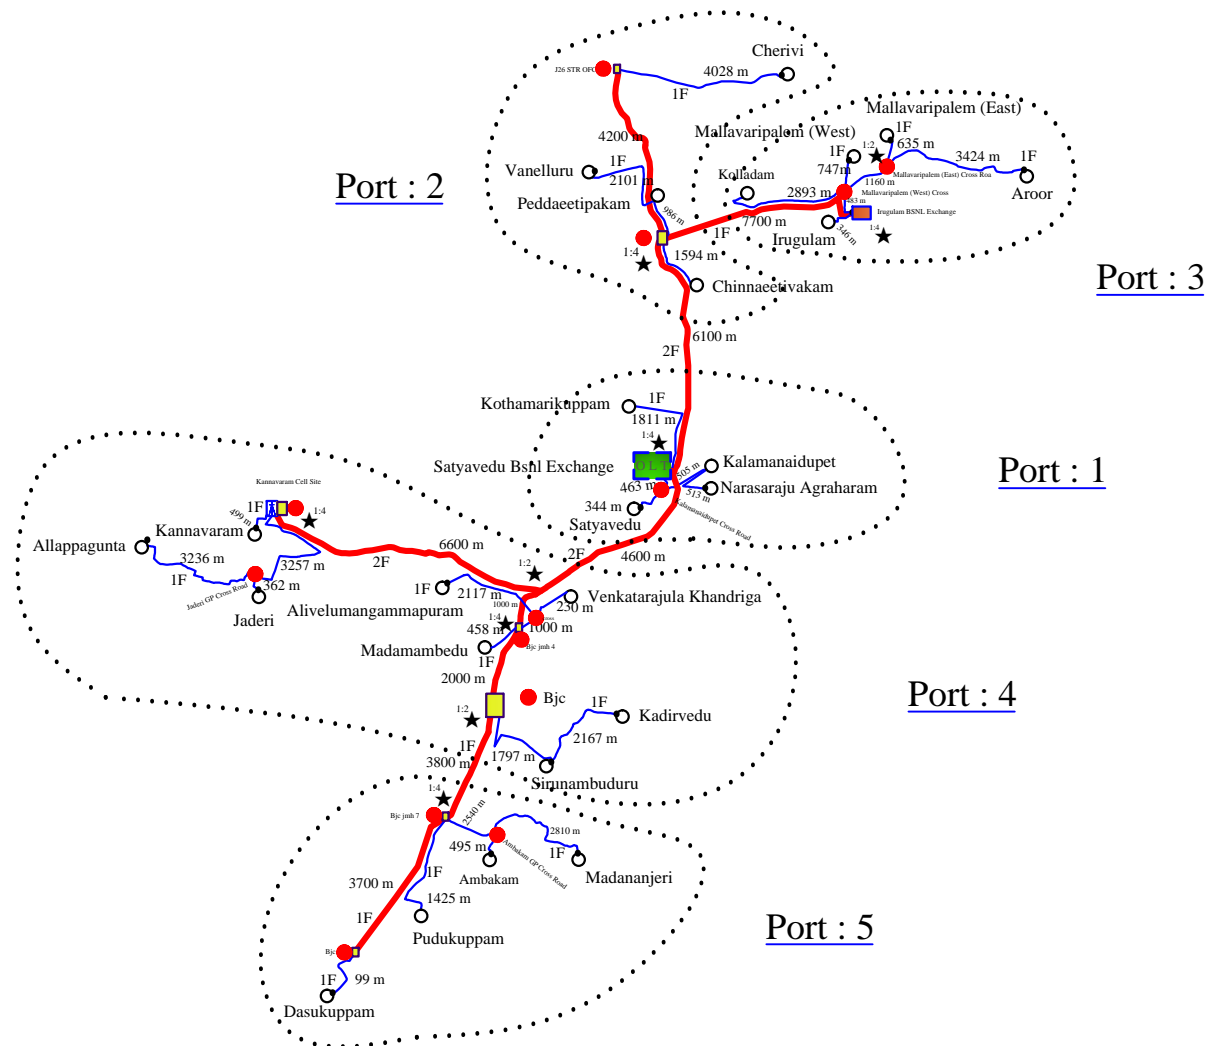 Cherivi
J26 STR OFC
4028 m
1F
Mallavaripalem (East)
4200 m
Mallavaripalem (West)
1F
635 m
1:2
1F
3424 m
1F
Vanelluru
1F
2101 m
Kolladam
747m
1160 m
Mallavaripalem (East) Cross Roa
Aroor
Port : 2
Peddaeetipakam
2893 m
Mallavaripalem (West) Cross
986 m
7700 m
483 m
Irugulam BSNL Exchange
1F
346 m
1:4
Irugulam
1:4
1594 m
Chinnaeetivakam
Port : 3
6100 m
2F
Kothamarikuppam
1F
1811 m
1:4
Satyavedu Bsnl Exchange
O L T
Kalamanaidupet
505 m
Port : 1
463 m
513 m
Narasaraju Agraharam
344 m
Kalamanaidupet Cross Road
Satyavedu
Kannavaram Cell Site
1F
1:4
499 m
Kannavaram
Allappagunta
6600 m
2F
2F
4600 m
3236 m
3257 m
1F
1:2
362 m
Jaderi GP Cross Road
1F
2117 m
230 m
Venkatarajula Khandriga
Jaderi
Alivelumangammapuram
1000 m
1:4
458 m
1000 m
Madamambedu
Bjc jmh 4
1F
2000 m
Bjc
Port : 4
1:2
1F
Kadirvedu
1F
1797 m
2167 m
3800m
Sirunambuduru
1:4
2540 m
Bjc jmh 7
2810 m
495 m
1F
Ambakam GP Cross Road
1F
Ambakam
Madananjeri
3700 m
1425 m
1F
Pudukuppam
Port : 5
Bjc
1F
99 m
Dasukuppam